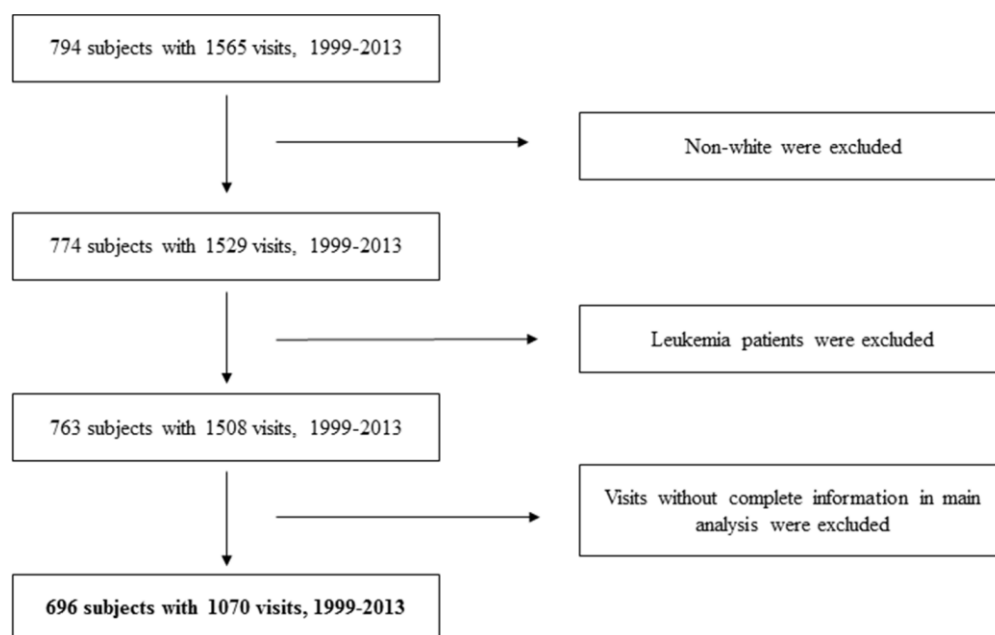 794 subjects with 1565 visits, 1999-2013
Non-white were excluded
774 subjects with 1529 visits, 1999-2013
Leukemia patients were excluded
763 subjects with 1508 visits, 1999-2013
Visits without complete information in main
analysis were excluded
696 subjects with 1070 visits, 1999-2013